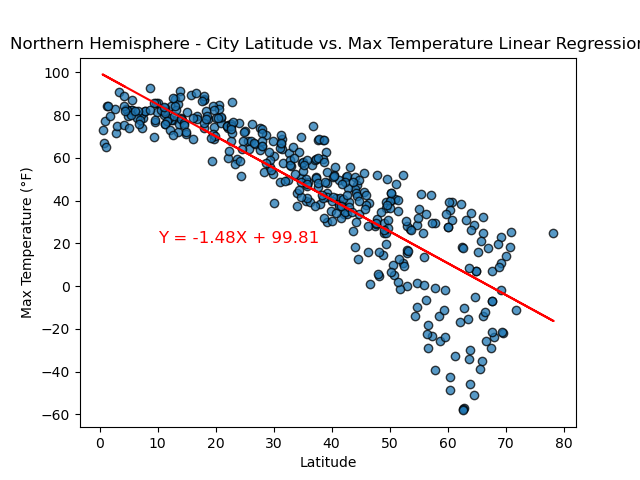 Northern Hemisphere - City Latitude vs. Max Temperature Linear Regression
100
80
60
40
20
0
−20
−40
−60
Max Temperature (°F)
Y = -1.48X + 99.81
0 10 20 30 40 50 60 70 80
Latitude